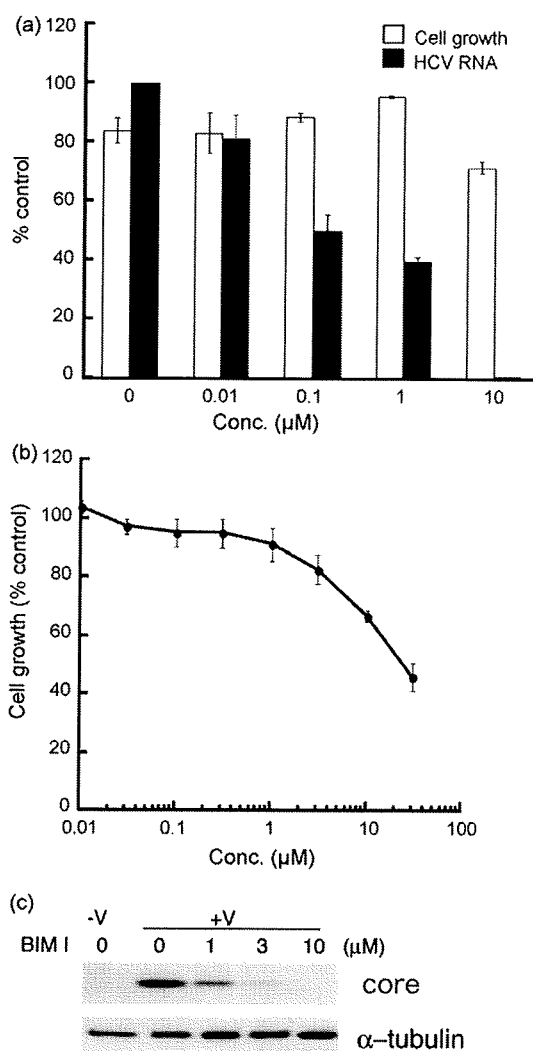 (a)
120
100
80
60
40
20
0
% control
Cell growth
HCV RNA
0 0.01 0.1 1 10
Conc. (µM)
(b)
120
100
80
60
40
20
0
Cell growth (% control)
0.01 0.1 1 10 100
Conc. (µM)
(c)
-V +V
BIM I 0 0 1 3 10 (µM)
core
α–tubulin